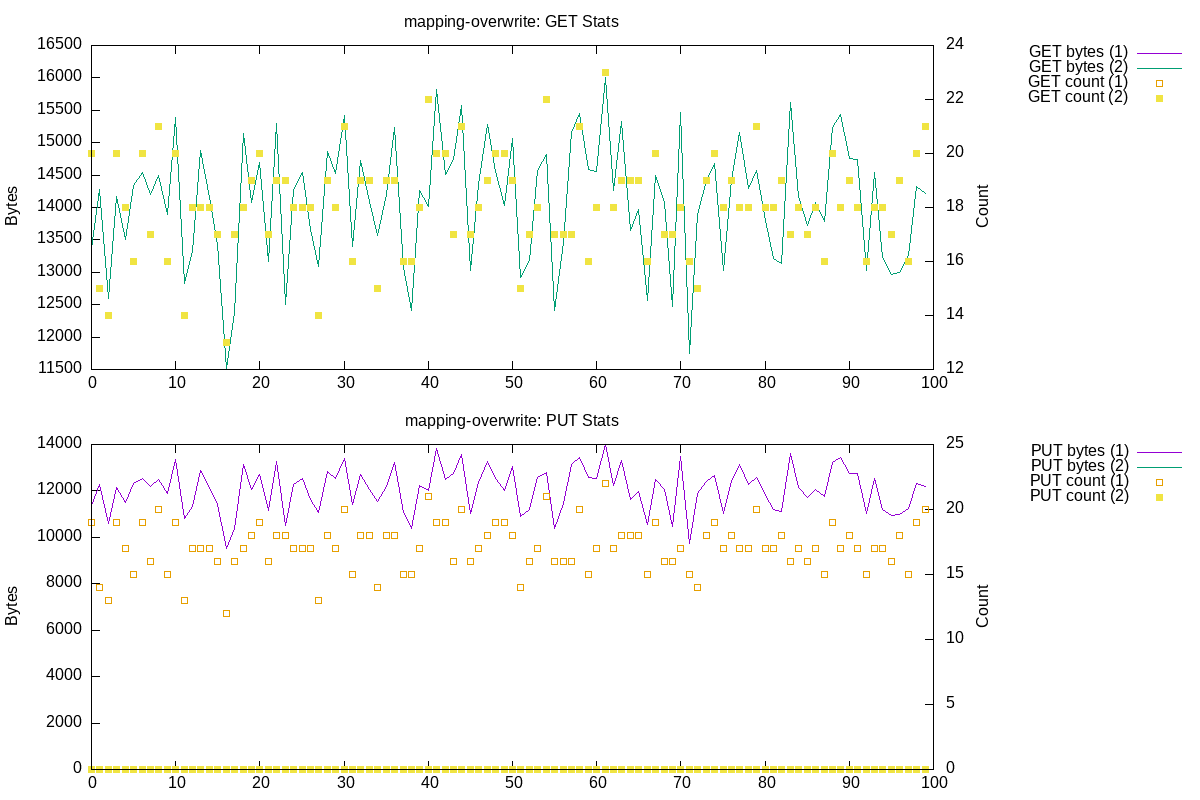 mapping-overwrite: GET Stats
16500
16000
15500
15000
14500
14000
13500
13000
12500
12000
11500
Bytes
24
22
20
18
16
14
12
Count
0 10 20 30 40 50 60 70 80 90 100
GET bytes (1)
GET bytes (2)
GET count (1)
GET count (2)
mapping-overwrite: PUT Stats
14000
12000
10000
8000
6000
4000
2000
0
Bytes
25
20
15
10
5
0
Count
0 10 20 30 40 50 60 70 80 90 100
PUT bytes (1)
PUT bytes (2)
PUT count (1)
PUT count (2)